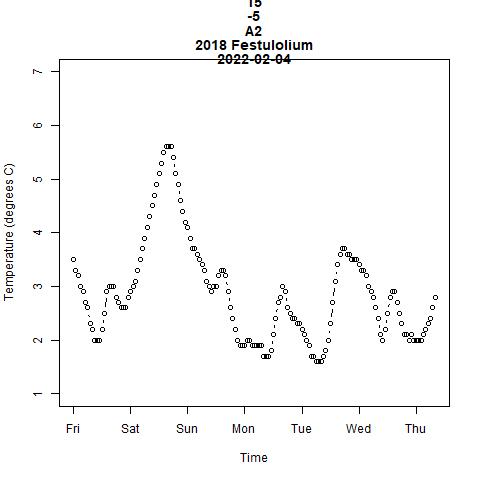 15
-5
A2
2018 Festulolium
2022-02-04
Temperature (degrees C)
7
6
5
4
3
2
1
Fri Sat Sun Mon Tue Wed Thu
Time